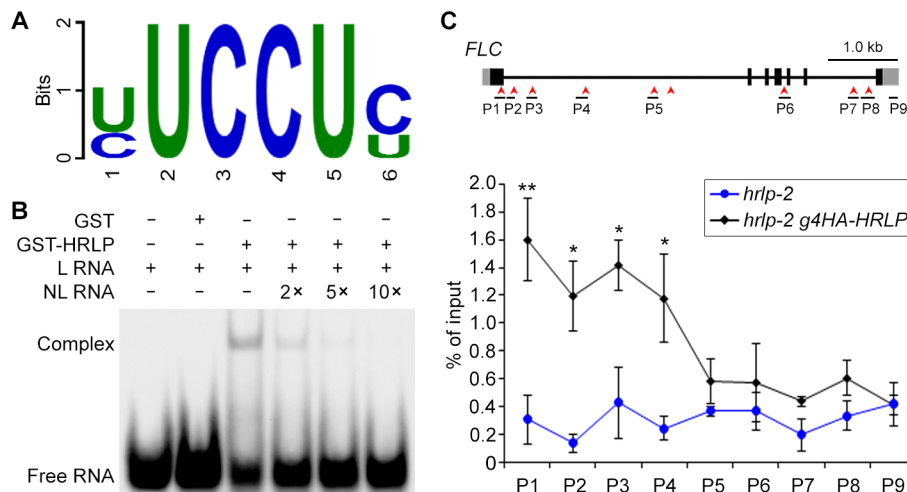 A
2
1
0
Bits
U
C
U
C
C
U
C
U
1 2 3 4 5 6
B
GST − + − − − −
GST-HRLP − − + + + +
L RNA + + + + + +
NL RNA − − − 2× 5× 10×
Complex
Free RNA
C
FLC
1.0 kb
P1 P2 P3 P4 P5 P6 P7 P8 P9
hrlp-2
hrlp-2 g4HA-HRLP
% of input
2.0
1.8
1.6
1.4
1.2
1.0
0.8
0.6
0.4
0.2
0
** * * *
P1 P2 P3 P4 P5 P6 P7 P8 P9